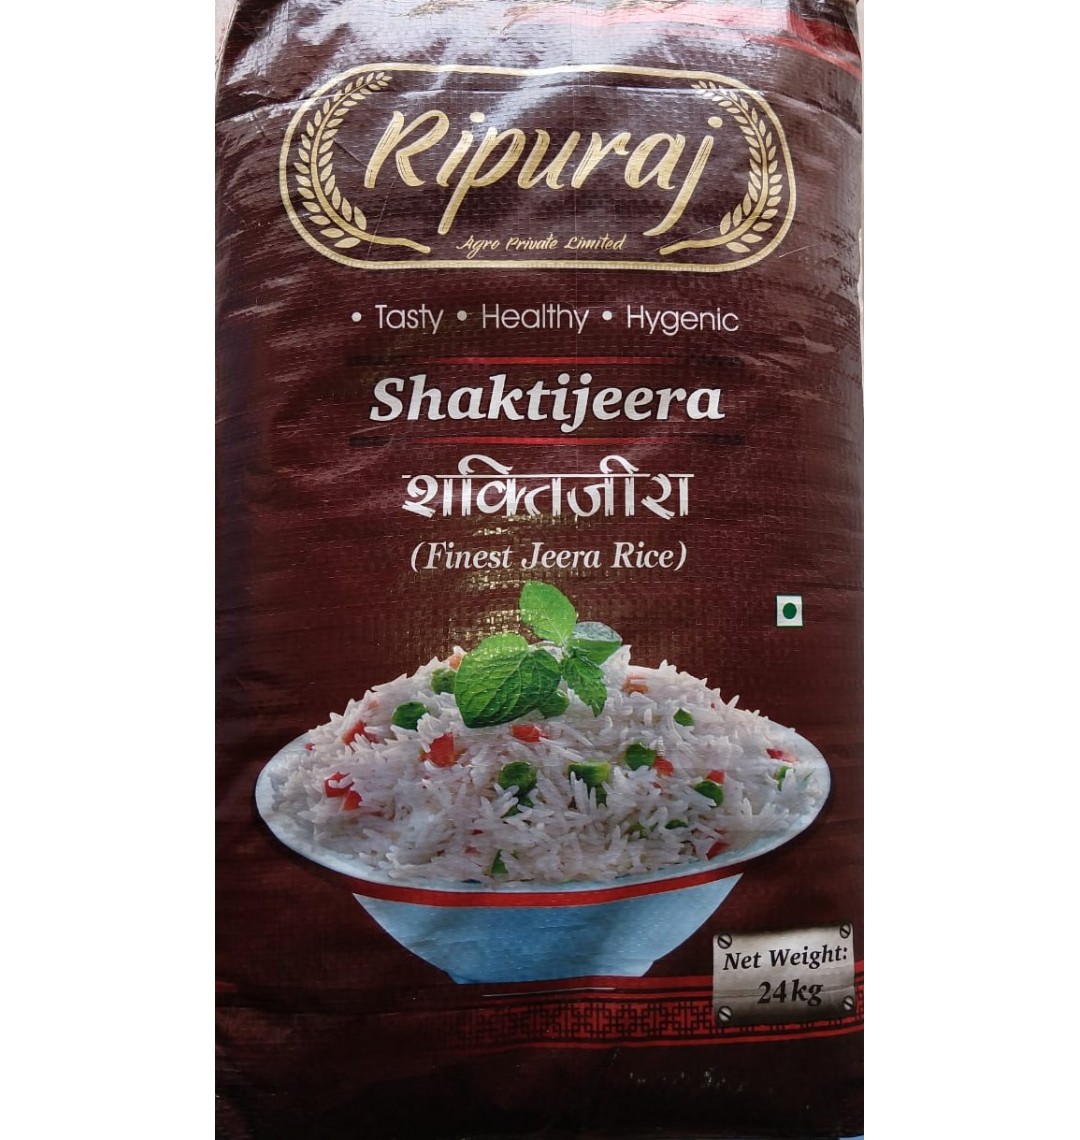 Ripuraj
Agro Private Limited
• Tasty • Healthy • Hygenic
Shaktijeera
शक्तिजीरा
(Finest Jeera Rice)
Net Weight:
24kg